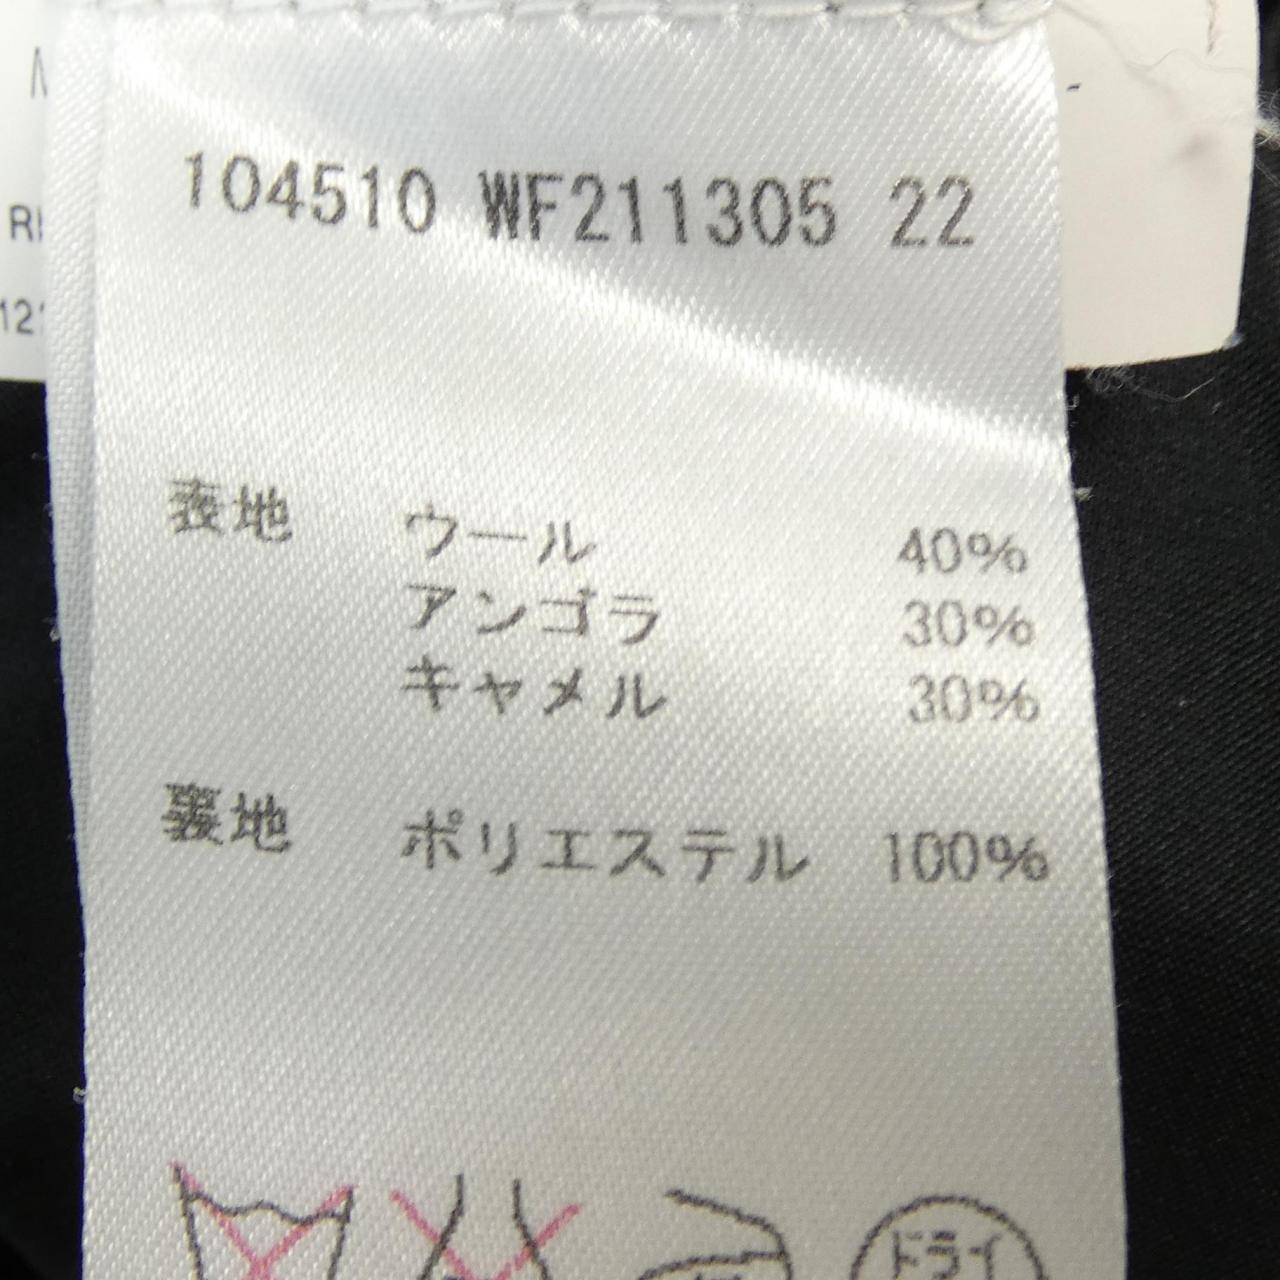 104510 WF211305 22
表地 ウール 40%
アンゴラ 30%
キャメル 30%
裏地 ポリエステル 100%
ドライ